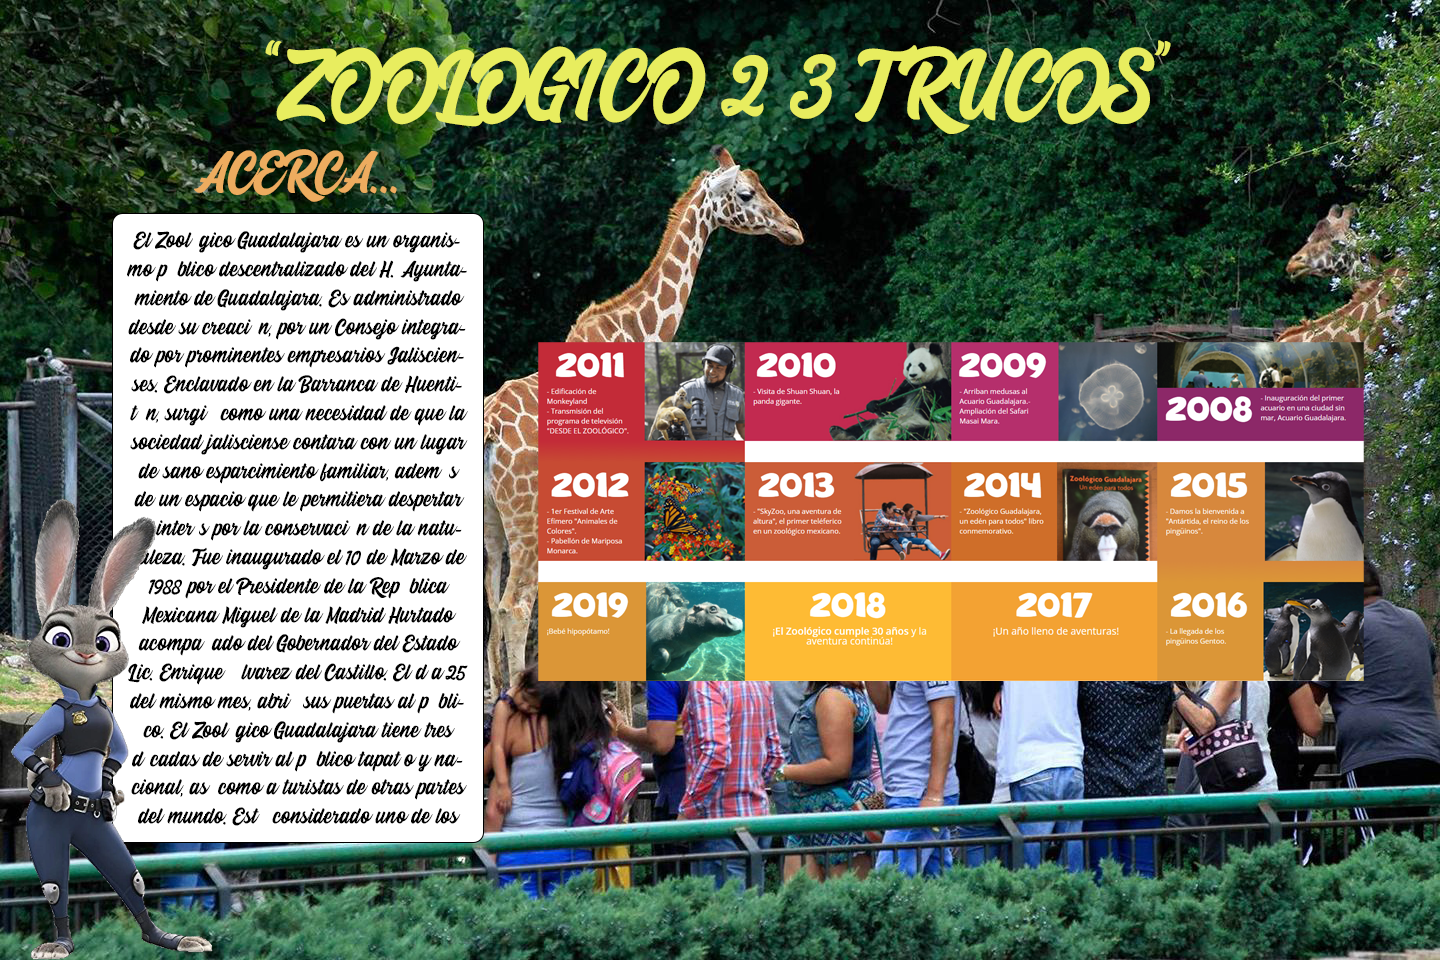 "ZOOLOGICO 2 3 TRUCOS"
ACERCA...
El Zool gico Guadalajara es un organis-
mo p blico descentralizado del H. Ayunta-
miento de Guadalajara. Es administrado
desde su creaci n, por un Consejo integra-
do por prominentes empresarios Jaliscien-
ses. Enclavado en la Barranca de Huenti-
t n, surgi como una necesidad de que la
sociedad jalisciense contara con un lugar
de sano esparcimiento familiar, adem s
de un espacio que le permitiera despertar
inter s por la conservaci n de la natu-
aleza. Fue inaugurado el 10 de Marzo de
1988 por el Presidente de la Rep blica
Mexicana Miguel de la Madrid Hurtado
acompa ado del Gobernador del Estado
Lic. Enrique lvarez del Castillo. El d a 25
del mismo mes, abri sus puertas al p bli-
co. El Zool gico Guadalajara tiene tres
d cadas de servir al p blico tapat o y na-
cional, as como a turistas de otras partes
del mundo. Est considerado uno de los
2011
- Edificación de
Monkeyland
- Transmisión del
programa de televisión
"DESDE EL ZOOLÓGICO".
2010
- Visita de Shuan Shuan, la
panda gigante.
2009
- Arriban medusas al
Acuario Guadalajara.-
Ampliación del Safari
Masai Mara.
2008
- Inauguración del primer
acuario en una ciudad sin
mar, Acuario Guadalajara.
2012
- 1er Festival de Arte
Efímero "Animales de
Colores".
- Pabellón de Mariposa
Monarca.
2013
- "SkyZoo, una aventura de
altura", el primer teleférico
en un zoológico mexicano.
2014
- "Zoológico Guadalajara,
un edén para todos" libro
conmemorativo.
Zoológico Guadalajara
Un edén para todos
2015
- Damos la bienvenida a
"Antártida, el reino de los
pingüinos".
2019
¡Bebé hipopótamo!
2018
¡El Zoológico cumple 30 años y la
aventura continúa!
2017
¡Un año lleno de aventuras!
2016
- La llegada de los
pingüinos Gentoo.